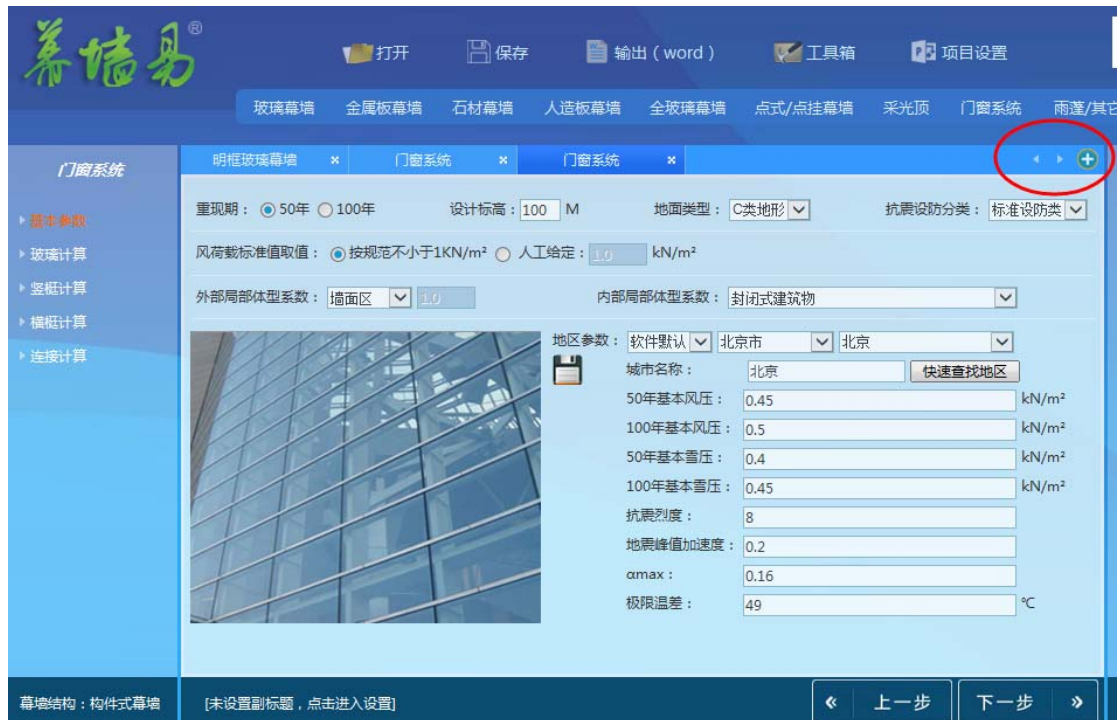 幕墙易®
打开 保存 输出(word) 工具箱 项目设置
玻璃幕墙 金属板幕墙 石材幕墙 人造板幕墙 全玻璃幕墙 点式/点挂幕墙 采光顶 门窗系统 雨蓬/其它
门窗系统
基本参数
玻璃计算
竖梃计算
横梃计算
连接计算
明框玻璃幕墙 × 门窗系统 × 门窗系统 ×
重现期: 50年 100年 设计标高: 100 M 地面类型: C类地形 抗震设防分类: 标准设防类
风荷载标准值取值: 按规范不小于1KN/m² 人工给定: 1.0 kN/m²
外部局部体型系数: 墙面区 1.0 内部局部体型系数: 封闭式建筑物
地区参数: 软件默认 北京市 北京
城市名称: 北京 快速查找地区
50年基本风压: 0.45 kN/m²
100年基本风压: 0.5 kN/m²
50年基本雪压: 0.4 kN/m²
100年基本雪压: 0.45 kN/m²
抗震烈度: 8
地震峰值加速度: 0.2
αmax: 0.16
极限温差: 49 ℃
幕墙结构:构件式幕墙 [未设置副标题,点击进入设置] « 上一步 下一步 »